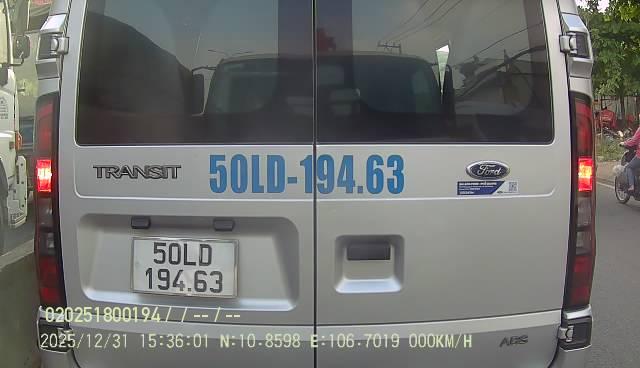 TRANSIT
50LD-194.63
Ford
50LD
194.63
ABS
020251800194/ / -- / --
2025/12/31 15:36:01 N:10.8598 E:106.7019 000KM/H